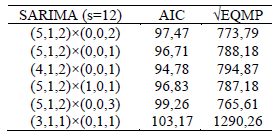 SARIMA (s=12) AIC √EQMP
(5,1,2)×(0,0,2) 97,47 773,79
(5,1,2)×(0,0,1) 96,71 788,18
(4,1,2)×(0,0,1) 94,78 794,87
(5,1,2)×(1,0,1) 96,83 787,18
(5,1,2)×(0,0,3) 99,26 765,61
(3,1,1)×(0,1,1) 103,17 1290,26